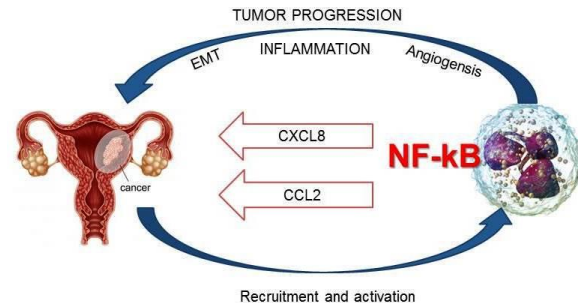 TUMOR PROGRESSION
EMT
INFLAMMATION
Angiogensis
CXCL8
NF-kB
CCL2
cancer
Recruitment and activation